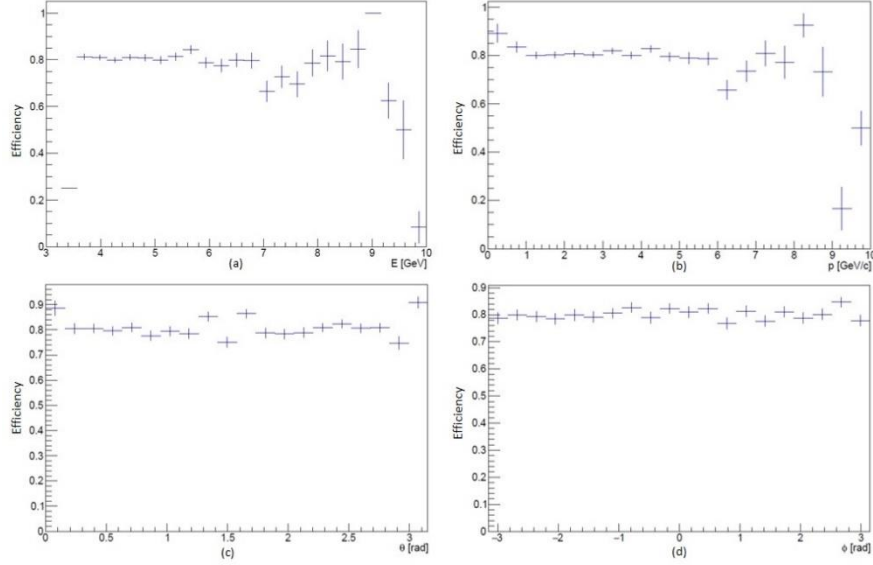 1
0.8
0.6
0.4
0.2
0
Efficiency
3 4 5 6 7 8 9 10
(a)
E [GeV]
1
0.8
0.6
0.4
0.2
0
Efficiency
0 1 2 3 4 5 6 7 8 9 10
(b)
p [GeV/c]
0.9
0.8
0.7
0.6
0.5
0.4
0.3
0.2
0.1
0
Efficiency
0 0.5 1 1.5 2 2.5 3
(c)
θ [rad]
0.9
0.8
0.7
0.6
0.5
0.4
0.3
0.2
0.1
0
Efficiency
−3 −2 −1 0 1 2 3
(d)
ϕ [rad]